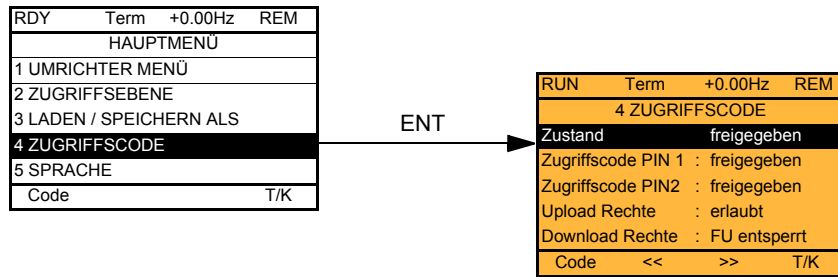 RDY Term +0.00Hz REM
HAUPTMENÜ
1 UMRICHTER MENÜ
2 ZUGRIFFSEBENE
3 LADEN / SPEICHERN ALS
4 ZUGRIFFSCODE
5 SPRACHE
Code T/K
ENT
RUN Term +0.00Hz REM
4 ZUGRIFFSCODE
Zustand freigegeben
Zugriffscode PIN 1 : freigegeben
Zugriffscode PIN2 : freigegeben
Upload Rechte : erlaubt
Download Rechte : FU entsperrt
Code << >> T/K